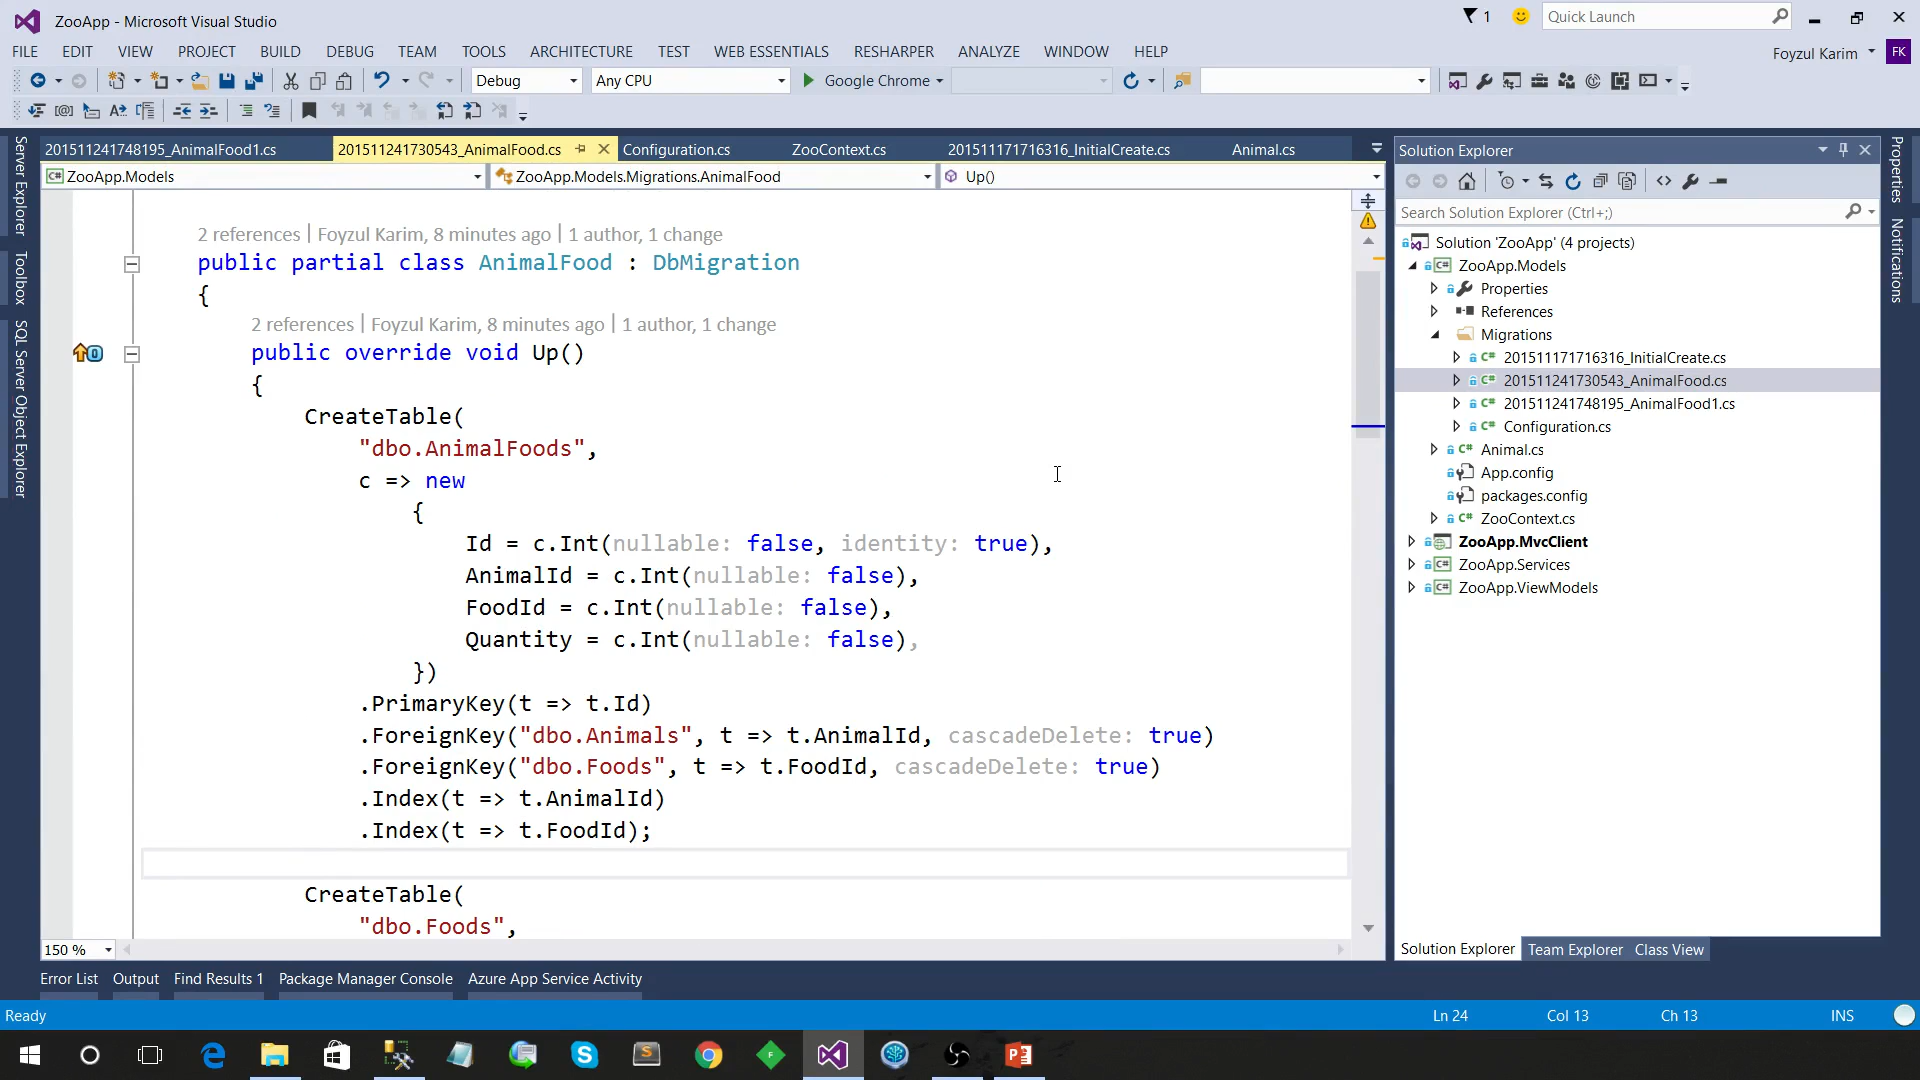 ZooApp - Microsoft Visual Studio
1
Quick Launch
FILE EDIT VIEW PROJECT BUILD DEBUG TEAM TOOLS ARCHITECTURE TEST WEB ESSENTIALS RESHARPER ANALYZE WINDOW HELP
Foyzul Karim FK
Debug Any CPU Google Chrome
201511241748195_AnimalFood1.cs 201511241730543_AnimalFood.cs Configuration.cs ZooContext.cs 201511171716316_InitialCreate.cs Animal.cs
ZooApp.Models ZooApp.Models.Migrations.AnimalFood Up()
Server Explorer
Toolbox
SQL Server Object Explorer
2 references | Foyzul Karim, 8 minutes ago | 1 author, 1 change
public partial class AnimalFood : DbMigration
{
2 references | Foyzul Karim, 8 minutes ago | 1 author, 1 change
public override void Up()
{
CreateTable(
"dbo.AnimalFoods",
c => new
{
Id = c.Int(nullable: false, identity: true),
AnimalId = c.Int(nullable: false),
FoodId = c.Int(nullable: false),
Quantity = c.Int(nullable: false),
})
.PrimaryKey(t => t.Id)
.ForeignKey("dbo.Animals", t => t.AnimalId, cascadeDelete: true)
.ForeignKey("dbo.Foods", t => t.FoodId, cascadeDelete: true)
.Index(t => t.AnimalId)
.Index(t => t.FoodId);
CreateTable(
"dbo.Foods",
150 %
Solution Explorer
Search Solution Explorer (Ctrl+;)
Solution 'ZooApp' (4 projects)
ZooApp.Models
Properties
References
Migrations
201511171716316_InitialCreate.cs
201511241730543_AnimalFood.cs
201511241748195_AnimalFood1.cs
Configuration.cs
Animal.cs
App.config
packages.config
ZooContext.cs
ZooApp.MvcClient
ZooApp.Services
ZooApp.ViewModels
Solution Explorer Team Explorer Class View
Properties
Notifications
Error List Output Find Results 1 Package Manager Console Azure App Service Activity
Ready Ln 24 Col 13 Ch 13 INS